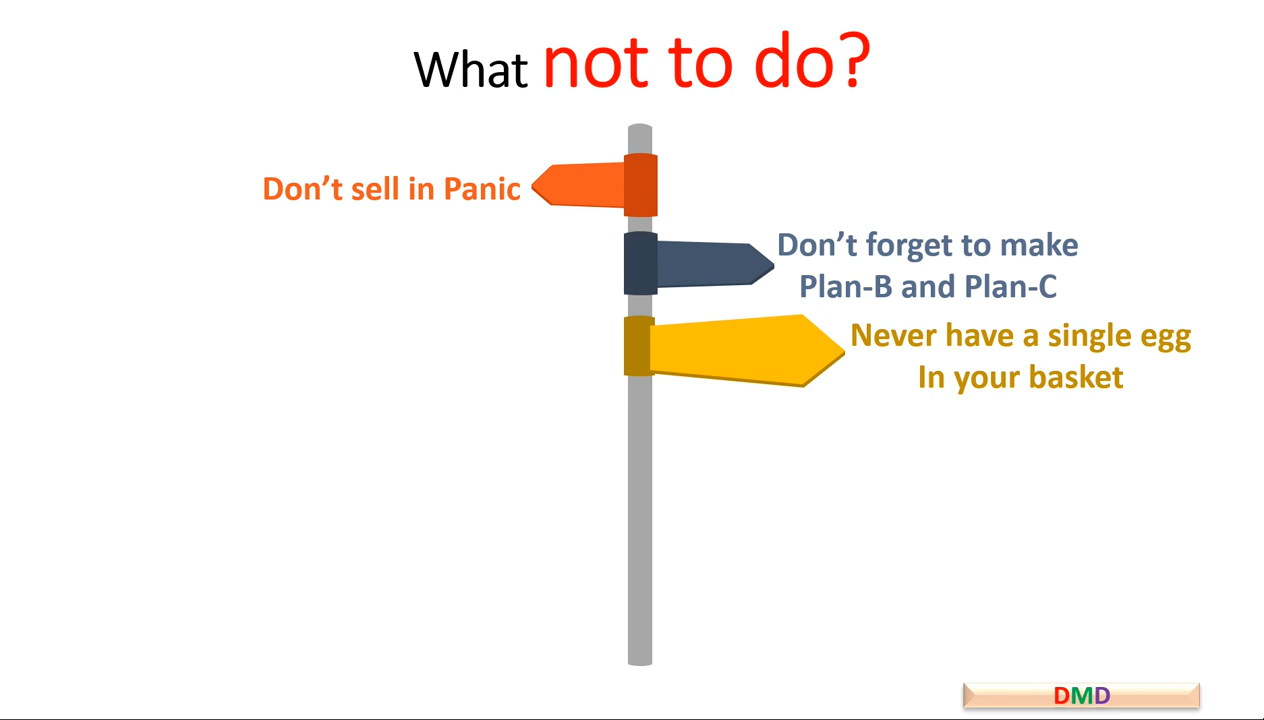 What not to do?
Don’t sell in Panic
Don’t forget to make
Plan-B and Plan-C
Never have a single egg
In your basket
DMD